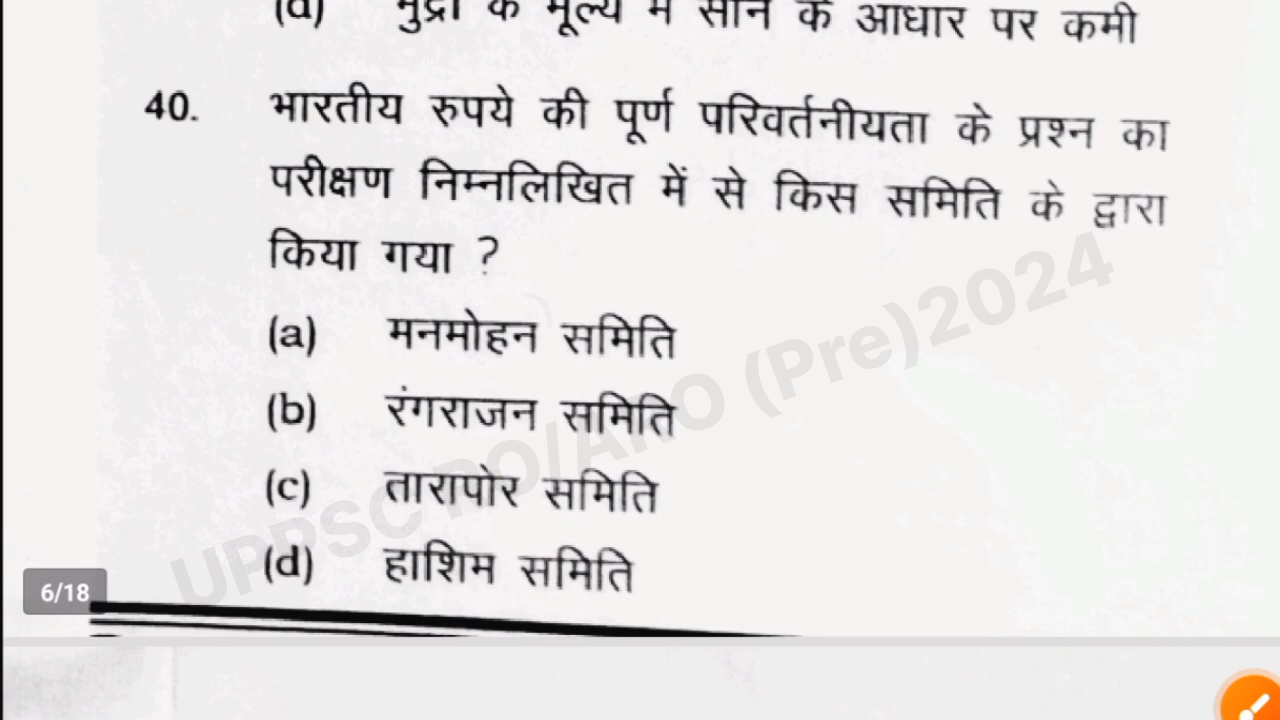 (d) मुद्रा के मूल्य में सोने के आधार पर कमी
40. भारतीय रुपये की पूर्ण परिवर्तनीयता के प्रश्न का
परीक्षण निम्नलिखित में से किस समिति के द्वारा
किया गया ?
(a) मनमोहन समिति
(b) रंगराजन समिति
(c) तारापोर समिति
(d) हाशिम समिति
UPPSC RO/ARO (Pre)2024
6/18